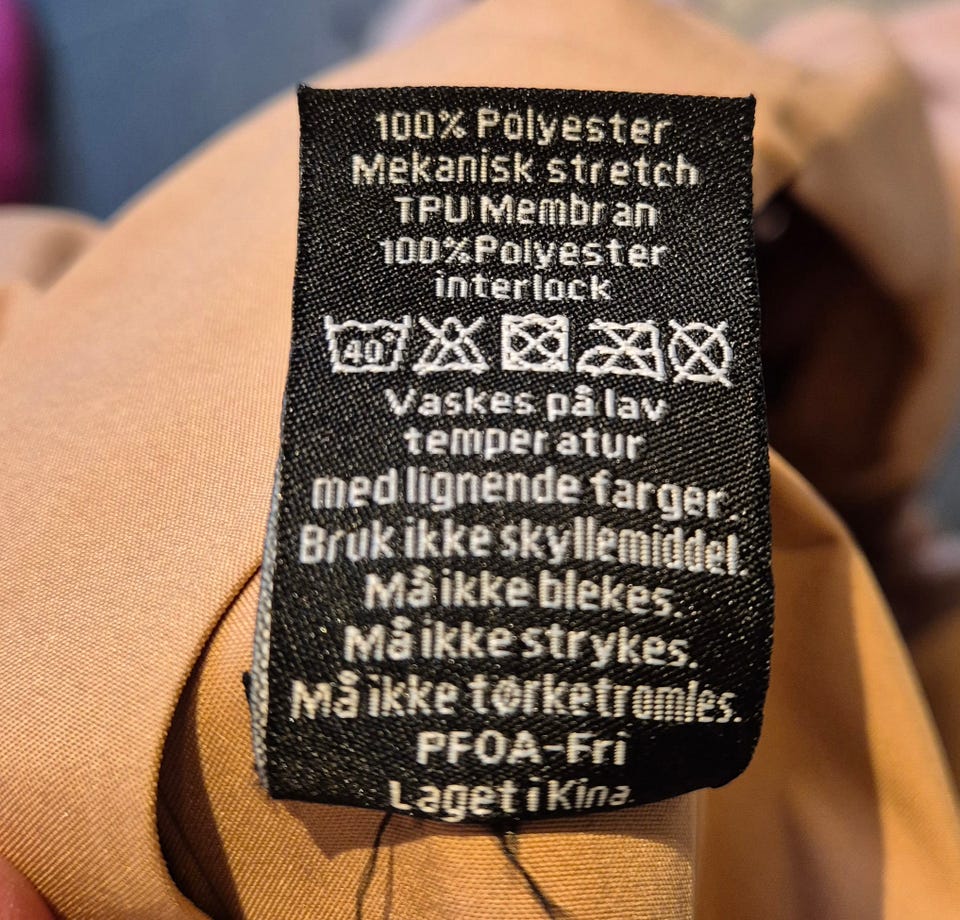 100% Polyester
Mekanisk stretch
TPU Membran
100% Polyester
interlock
40°
Vaskes på lav
temperatur
med lignende farger.
Bruk ikke skyllemiddel.
Må ikke blekes.
Må ikke strykes.
Må ikke tørketromles.
PFOA-Fri
Laget i Kina.